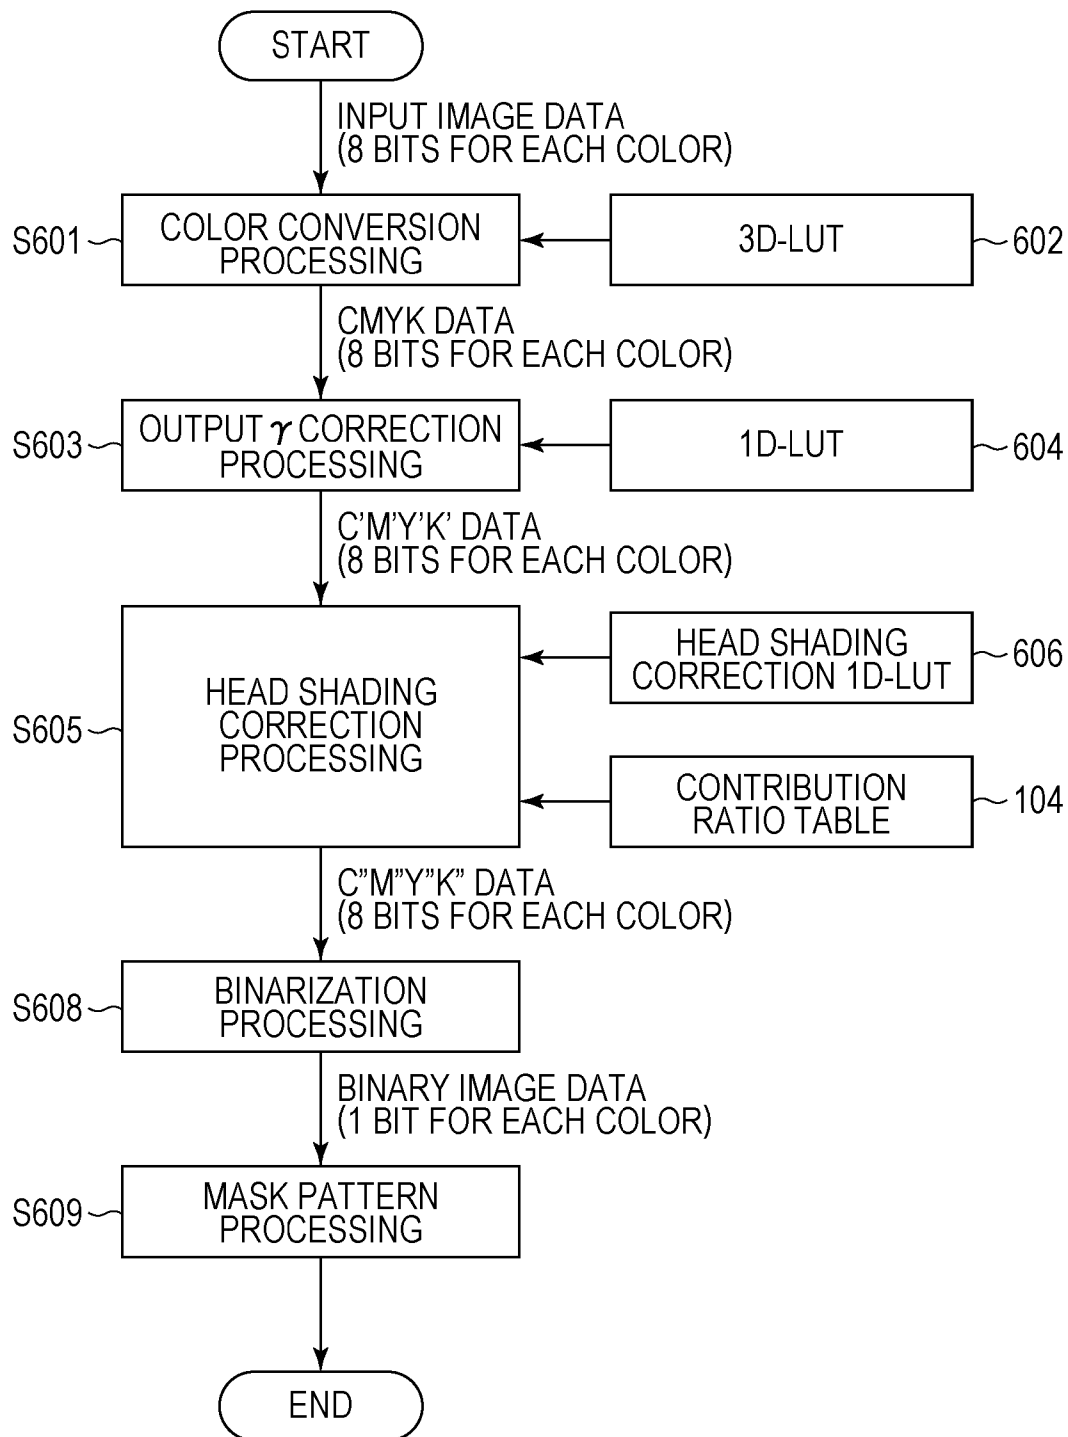 START
INPUT IMAGE DATA
(8 BITS FOR EACH COLOR)
S601
COLOR CONVERSION
PROCESSING
3D-LUT
602
CMYK DATA
(8 BITS FOR EACH COLOR)
S603
OUTPUT γ CORRECTION
PROCESSING
1D-LUT
604
C'M'Y'K' DATA
(8 BITS FOR EACH COLOR)
S605
HEAD SHADING
CORRECTION
PROCESSING
HEAD SHADING
CORRECTION 1D-LUT
606
CONTRIBUTION
RATIO TABLE
104
C”M”Y”K” DATA
(8 BITS FOR EACH COLOR)
S608
BINARIZATION
PROCESSING
BINARY IMAGE DATA
(1 BIT FOR EACH COLOR)
S609
MASK PATTERN
PROCESSING
END